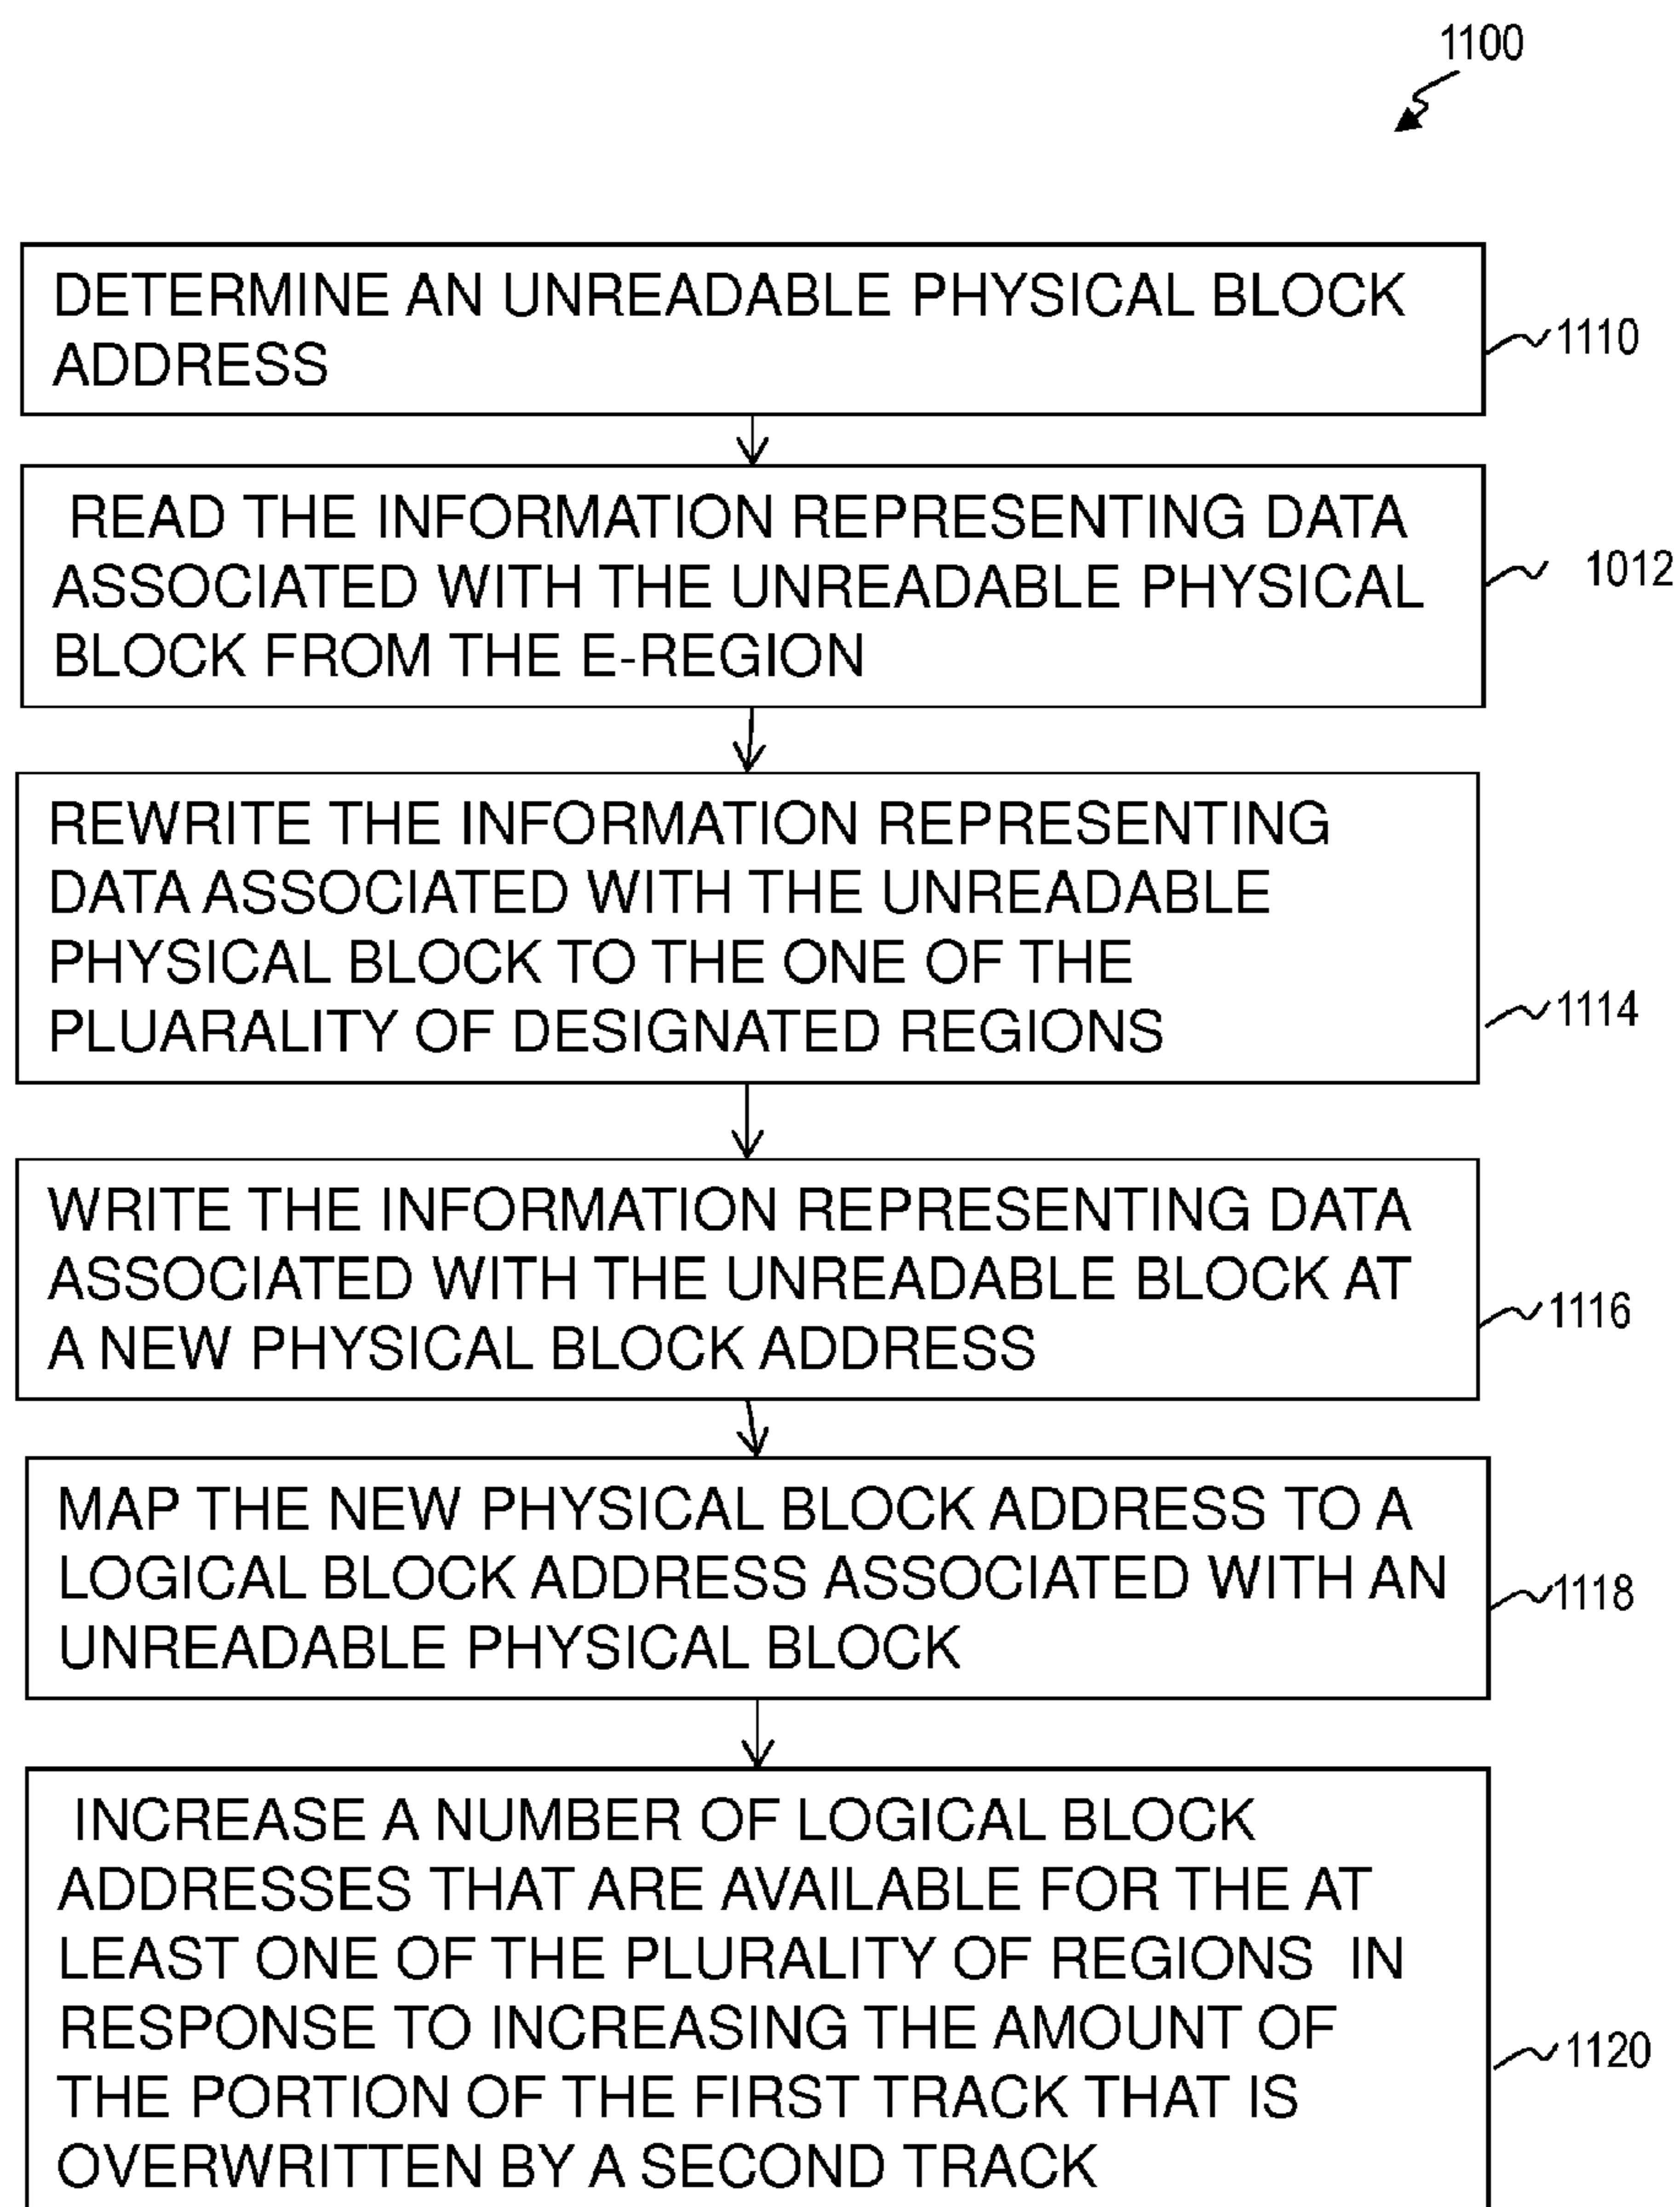 1100
DETERMINE AN UNREADABLE PHYSICAL BLOCK
ADDRESS
1110
READ THE INFORMATION REPRESENTING DATA
ASSOCIATED WITH THE UNREADABLE PHYSICAL
BLOCK FROM THE E-REGION
1012
REWRITE THE INFORMATION REPRESENTING
DATA ASSOCIATED WITH THE UNREADABLE
PHYSICAL BLOCK TO THE ONE OF THE
PLUARALITY OF DESIGNATED REGIONS
1114
WRITE THE INFORMATION REPRESENTING DATA
ASSOCIATED WITH THE UNREADABLE BLOCK AT
A NEW PHYSICAL BLOCK ADDRESS
1116
MAP THE NEW PHYSICAL BLOCK ADDRESS TO A
LOGICAL BLOCK ADDRESS ASSOCIATED WITH AN
UNREADABLE PHYSICAL BLOCK
1118
INCREASE A NUMBER OF LOGICAL BLOCK
ADDRESSES THAT ARE AVAILABLE FOR THE AT
LEAST ONE OF THE PLURALITY OF REGIONS IN
RESPONSE TO INCREASING THE AMOUNT OF
THE PORTION OF THE FIRST TRACK THAT IS
OVERWRITTEN BY A SECOND TRACK
1120